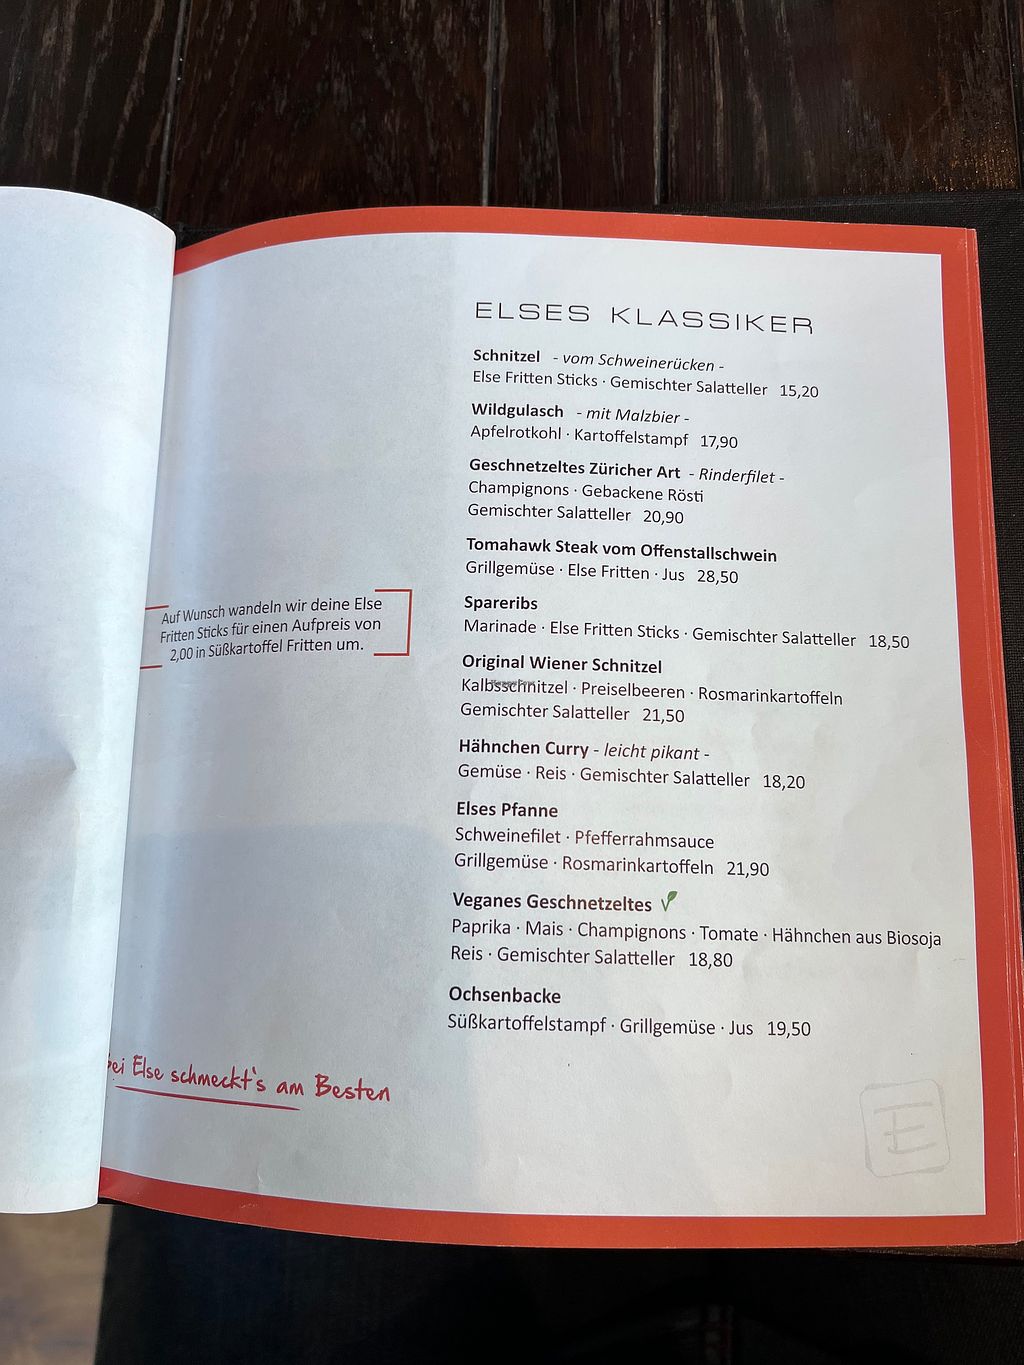 ELSES KLASSIKER
Schnitzel - vom Schweinerücken -
Else Fritten Sticks · Gemischter Salatteller 15,20
Wildgulasch - mit Malzbier -
Apfelrotkohl · Kartoffelstampf 17,90
Geschnetzeltes Züricher Art - Rinderfilet -
Champignons · Gebackene Rösti
Gemischter Salatteller 20,90
Tomahawk Steak vom Offenstallschwein
Grillgemüse · Else Fritten · Jus 28,50
Spareribs
Marinade · Else Fritten Sticks · Gemischter Salatteller 18,50
Original Wiener Schnitzel
Kalbsschnitzel · Preiselbeeren · Rosmarinkartoffeln
Gemischter Salatteller 21,50
Hähnchen Curry - leicht pikant -
Gemüse · Reis · Gemischter Salatteller 18,20
Elses Pfanne
Schweinefilet · Pfefferrahmsauce
Grillgemüse · Rosmarinkartoffeln 21,90
Veganes Geschnetzeltes
Paprika · Mais · Champignons · Tomate · Hähnchen aus Biosoja
Reis · Gemischter Salatteller 18,80
Ochsenbacke
Süßkartoffelstampf · Grillgemüse · Jus 19,50
Auf Wunsch wandeln wir deine Else
Fritten Sticks für einen Aufpreis von
2,00 in Süßkartoffel Fritten um.
Bei Else schmeckt's am Besten
E